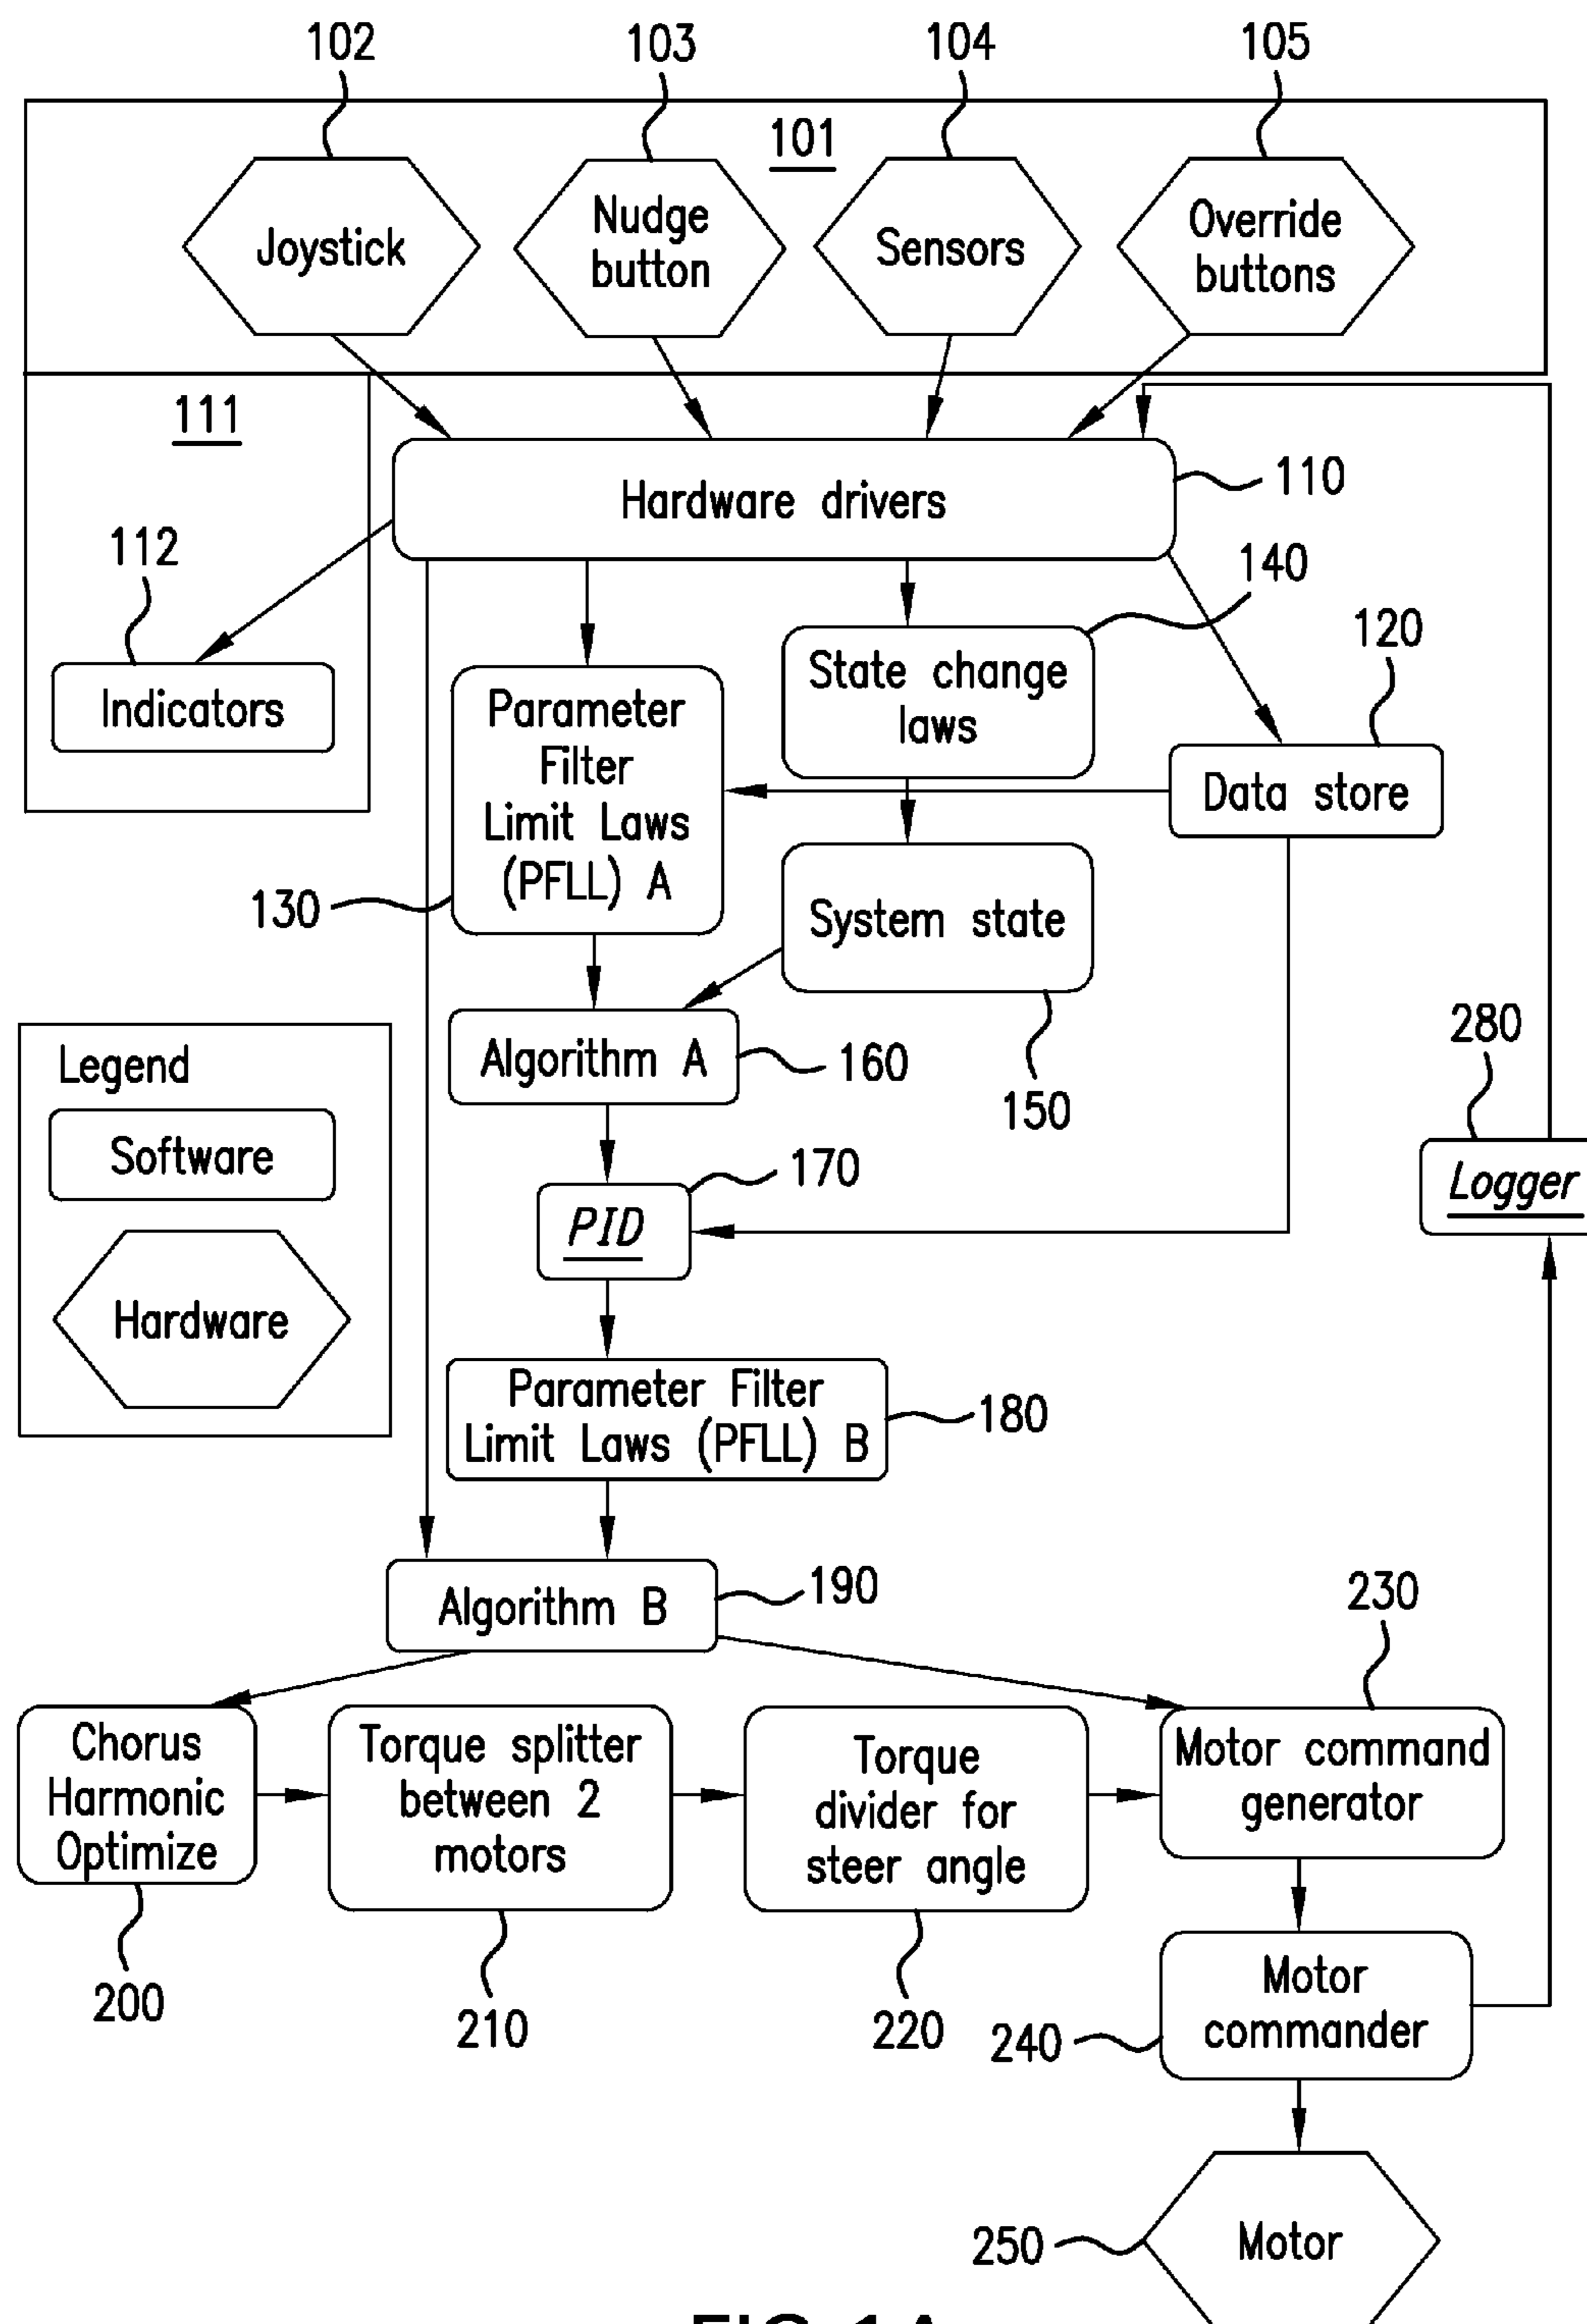 102
103
104
105
101
Joystick
Nudge
button
Sensors
Override
buttons
111
Hardware drivers
110
112
140
120
Indicators
Parameter
Filter
Limit Laws
(PFLL) A
State change
laws
Data store
130
System state
Algorithm A
160
150
280
Legend
Software
Hardware
170
PID
Logger
Parameter Filter
Limit Laws (PFLL) B
180
Algorithm B
190
230
Chorus
Harmonic
Optimize
Torque splitter
between 2
motors
Torque
divider for
steer angle
Motor command
generator
200
210
220
240
Motor
commander
250
Motor
FIG.1A